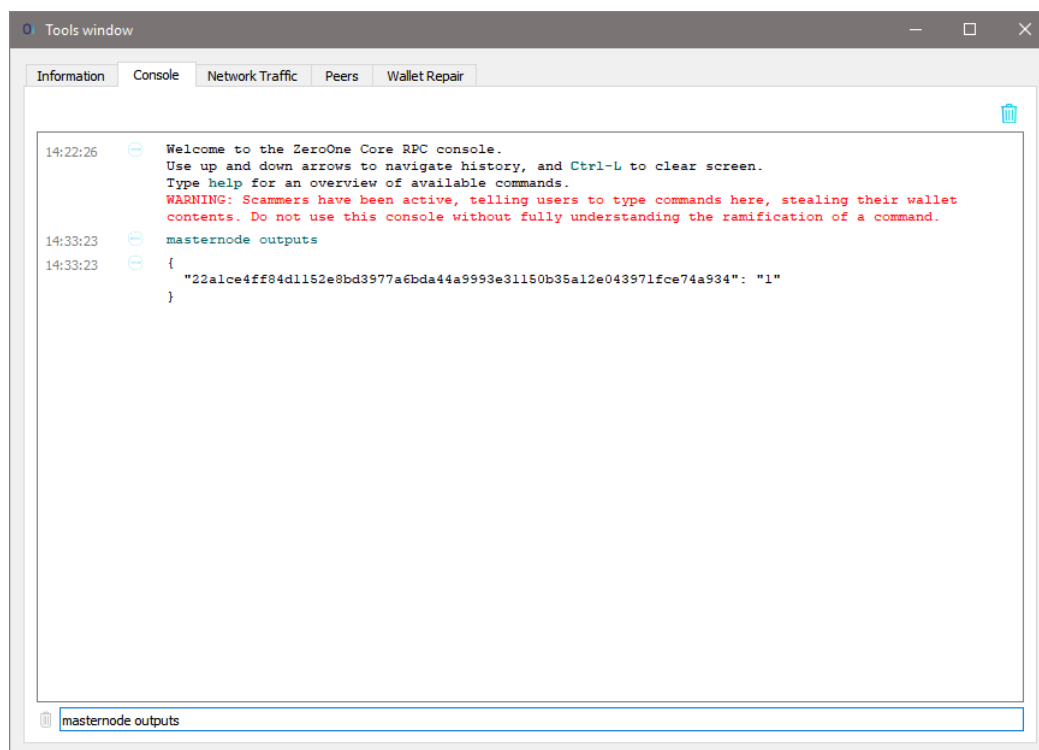 Tools window
Information Console Network Traffic Peers Wallet Repair
14:22:26 Welcome to the ZeroOne Core RPC console.
Use up and down arrows to navigate history, and Ctrl-L to clear screen.
Type help for an overview of available commands.
WARNING: Scammers have been active, telling users to type commands here, stealing their wallet
contents. Do not use this console without fully understanding the ramification of a command.
14:33:23 masternode outputs
14:33:23 {
"22a1ce4ff84d1152e8bd3977a6bda44a9993e31150b35a12e043971fce74a934": "1"
}
masternode outputs